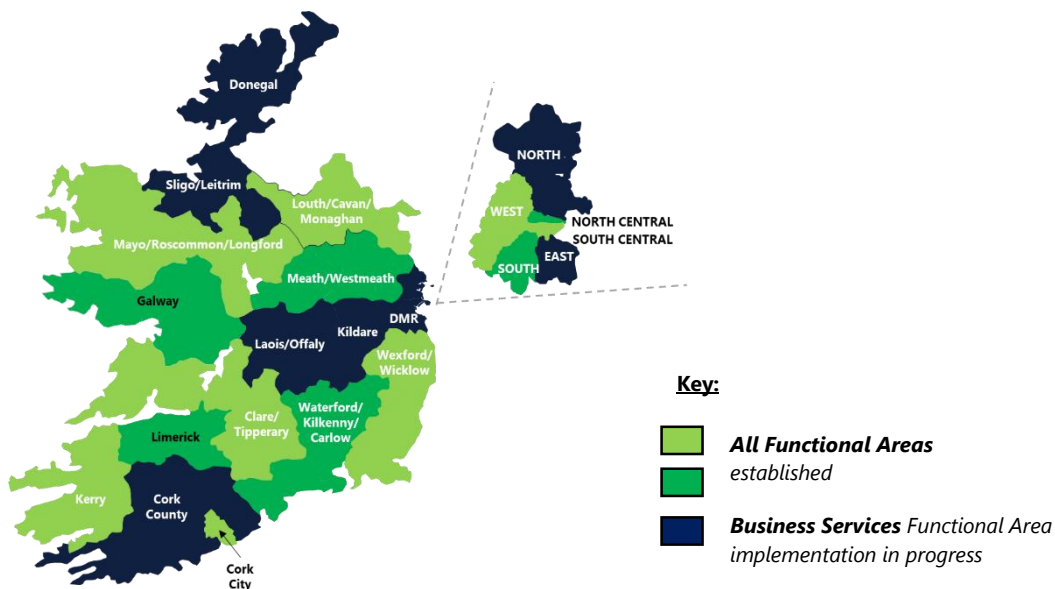 Donegal
Sligo/Leitrim
Louth/Cavan/
Monaghan
Mayo/Roscommon/Longford
Meath/Westmeath
Galway
DMR
Kildare
Laois/Offaly
Wexford/
Wicklow
Clare/
Tipperary
Waterford/
Kilkenny/
Carlow
Limerick
Kerry
Cork
County
Cork
City
NORTH
WEST
NORTH CENTRAL
SOUTH CENTRAL
EAST
SOUTH
Key:
All Functional Areas
established
Business Services Functional Area
implementation in progress